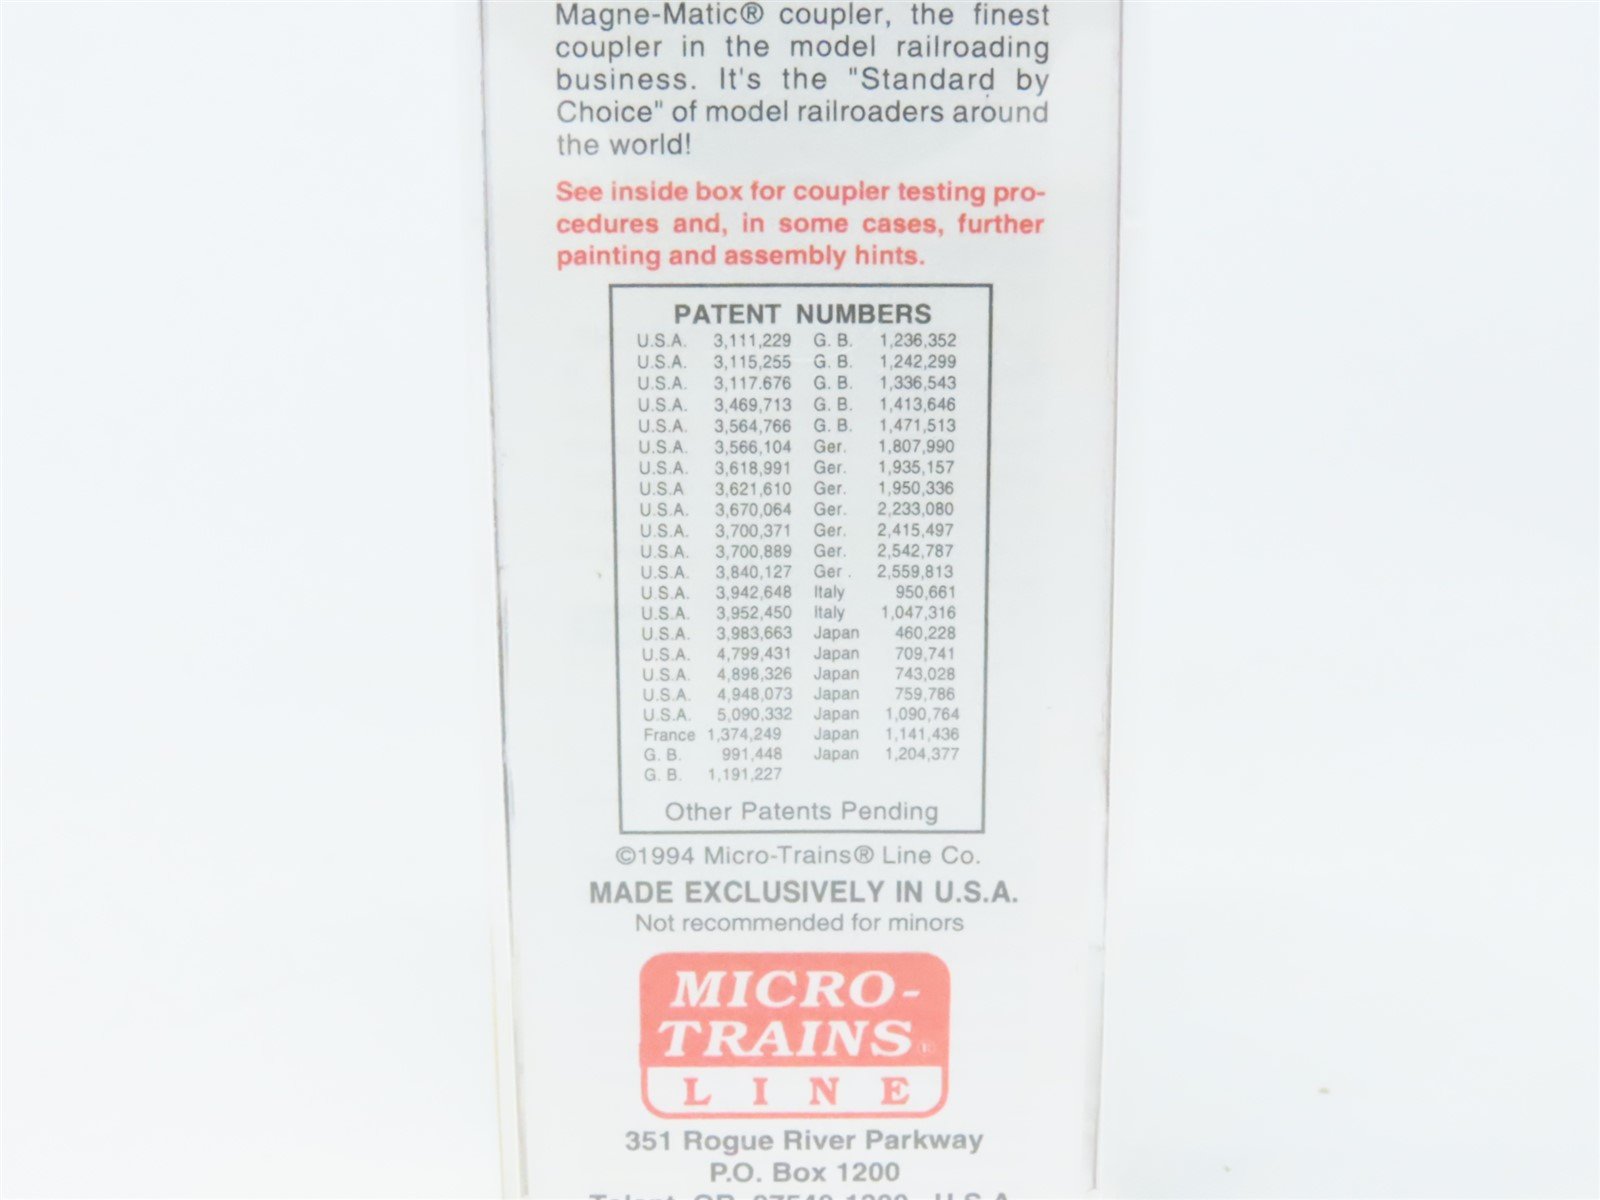 Magne-Matic® coupler, the finest
coupler in the model railroading
business. It's the "Standard by
Choice" of model railroaders around
the world!
See inside box for coupler testing pro-
cedures and, in some cases, further
painting and assembly hints.
PATENT NUMBERS
U.S.A. 3,111,229 G. B. 1,236,352
U.S.A. 3,115,255 G. B. 1,242,299
U.S.A. 3,117.676 G. B. 1,336,543
U.S.A. 3,469,713 G. B. 1,413,646
U.S.A. 3,564,766 G. B. 1,471,513
U.S.A. 3,566,104 Ger. 1,807,990
U.S.A. 3,618,991 Ger. 1,935,157
U.S.A 3,621,610 Ger. 1,950,336
U.S.A. 3,670,064 Ger. 2,233,080
U.S.A. 3,700,371 Ger. 2,415,497
U.S.A. 3,700,889 Ger. 2,542,787
U.S.A. 3,840,127 Ger . 2,559,813
U.S.A. 3,942,648 Italy 950,661
U.S.A. 3,952,450 Italy 1,047,316
U.S.A. 3,983,663 Japan 460,228
U.S.A. 4,799,431 Japan 709,741
U.S.A. 4,898,326 Japan 743,028
U.S.A. 4,948,073 Japan 759,786
U.S.A. 5,090,332 Japan 1,090,764
France 1,374,249 Japan 1,141,436
G. B. 991,448 Japan 1,204,377
G. B. 1,191,227
Other Patents Pending
©1994 Micro-Trains® Line Co.
MADE EXCLUSIVELY IN U.S.A.
Not recommended for minors
MICRO-
TRAINS®
LINE
351 Rogue River Parkway
P.O. Box 1200
Talent, OR 97540-1200 U.S.A.